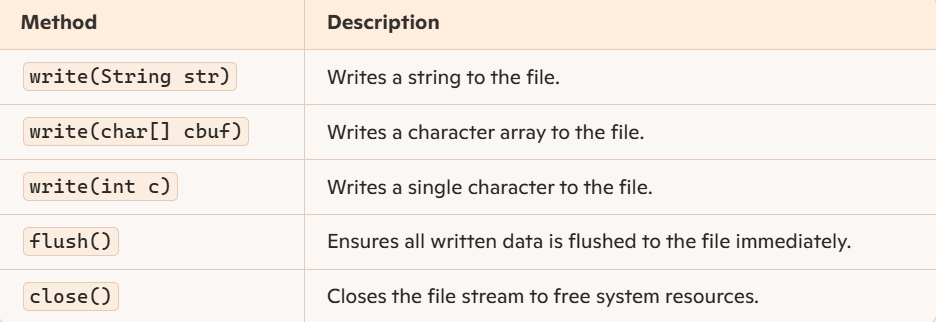 Method Description
write(String str) Writes a string to the file.
write(char[] cbuf) Writes a character array to the file.
write(int c) Writes a single character to the file.
flush() Ensures all written data is flushed to the file immediately.
close() Closes the file stream to free system resources.